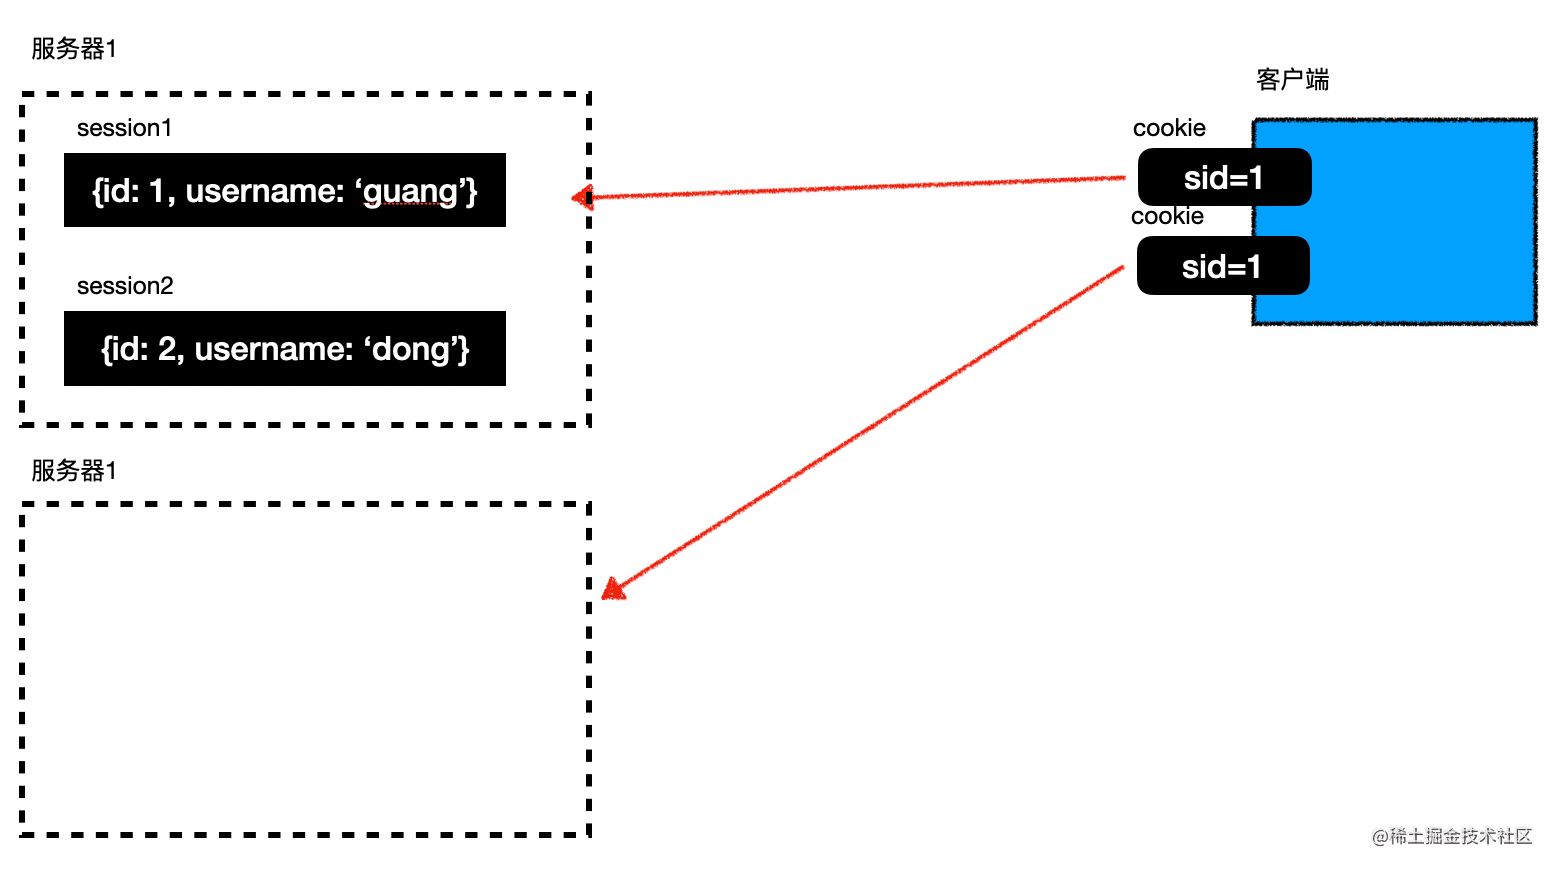 服务器1
session1
{id: 1, username: ‘guang’}
session2
{id: 2, username: ‘dong’}
服务器1
客户端
cookie
sid=1
cookie
sid=1
@稀土掘金技术社区